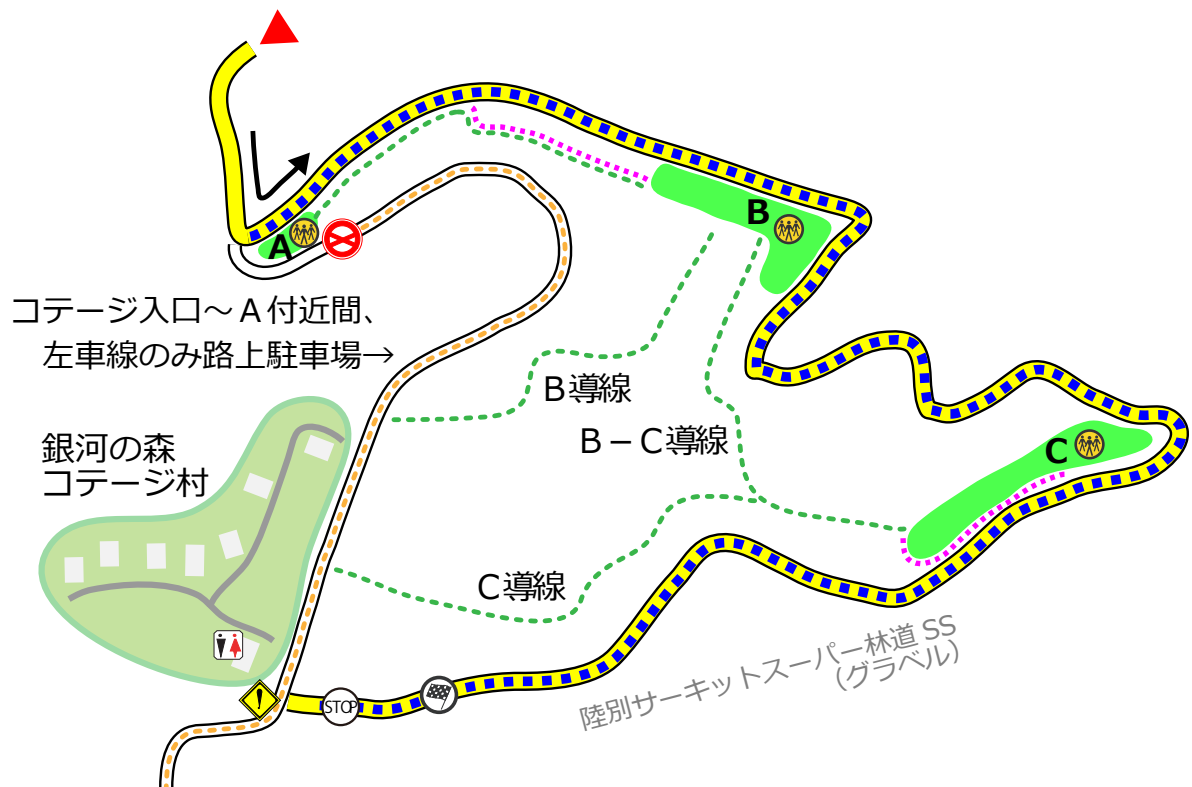 A
B
コテージ入口～A付近間、
左車線のみ路上駐車場→
B導線
B－C導線
C
銀河の森
コテージ村
C導線
陸別サーキットスーパー林道 SS
（グラベル）
STOP